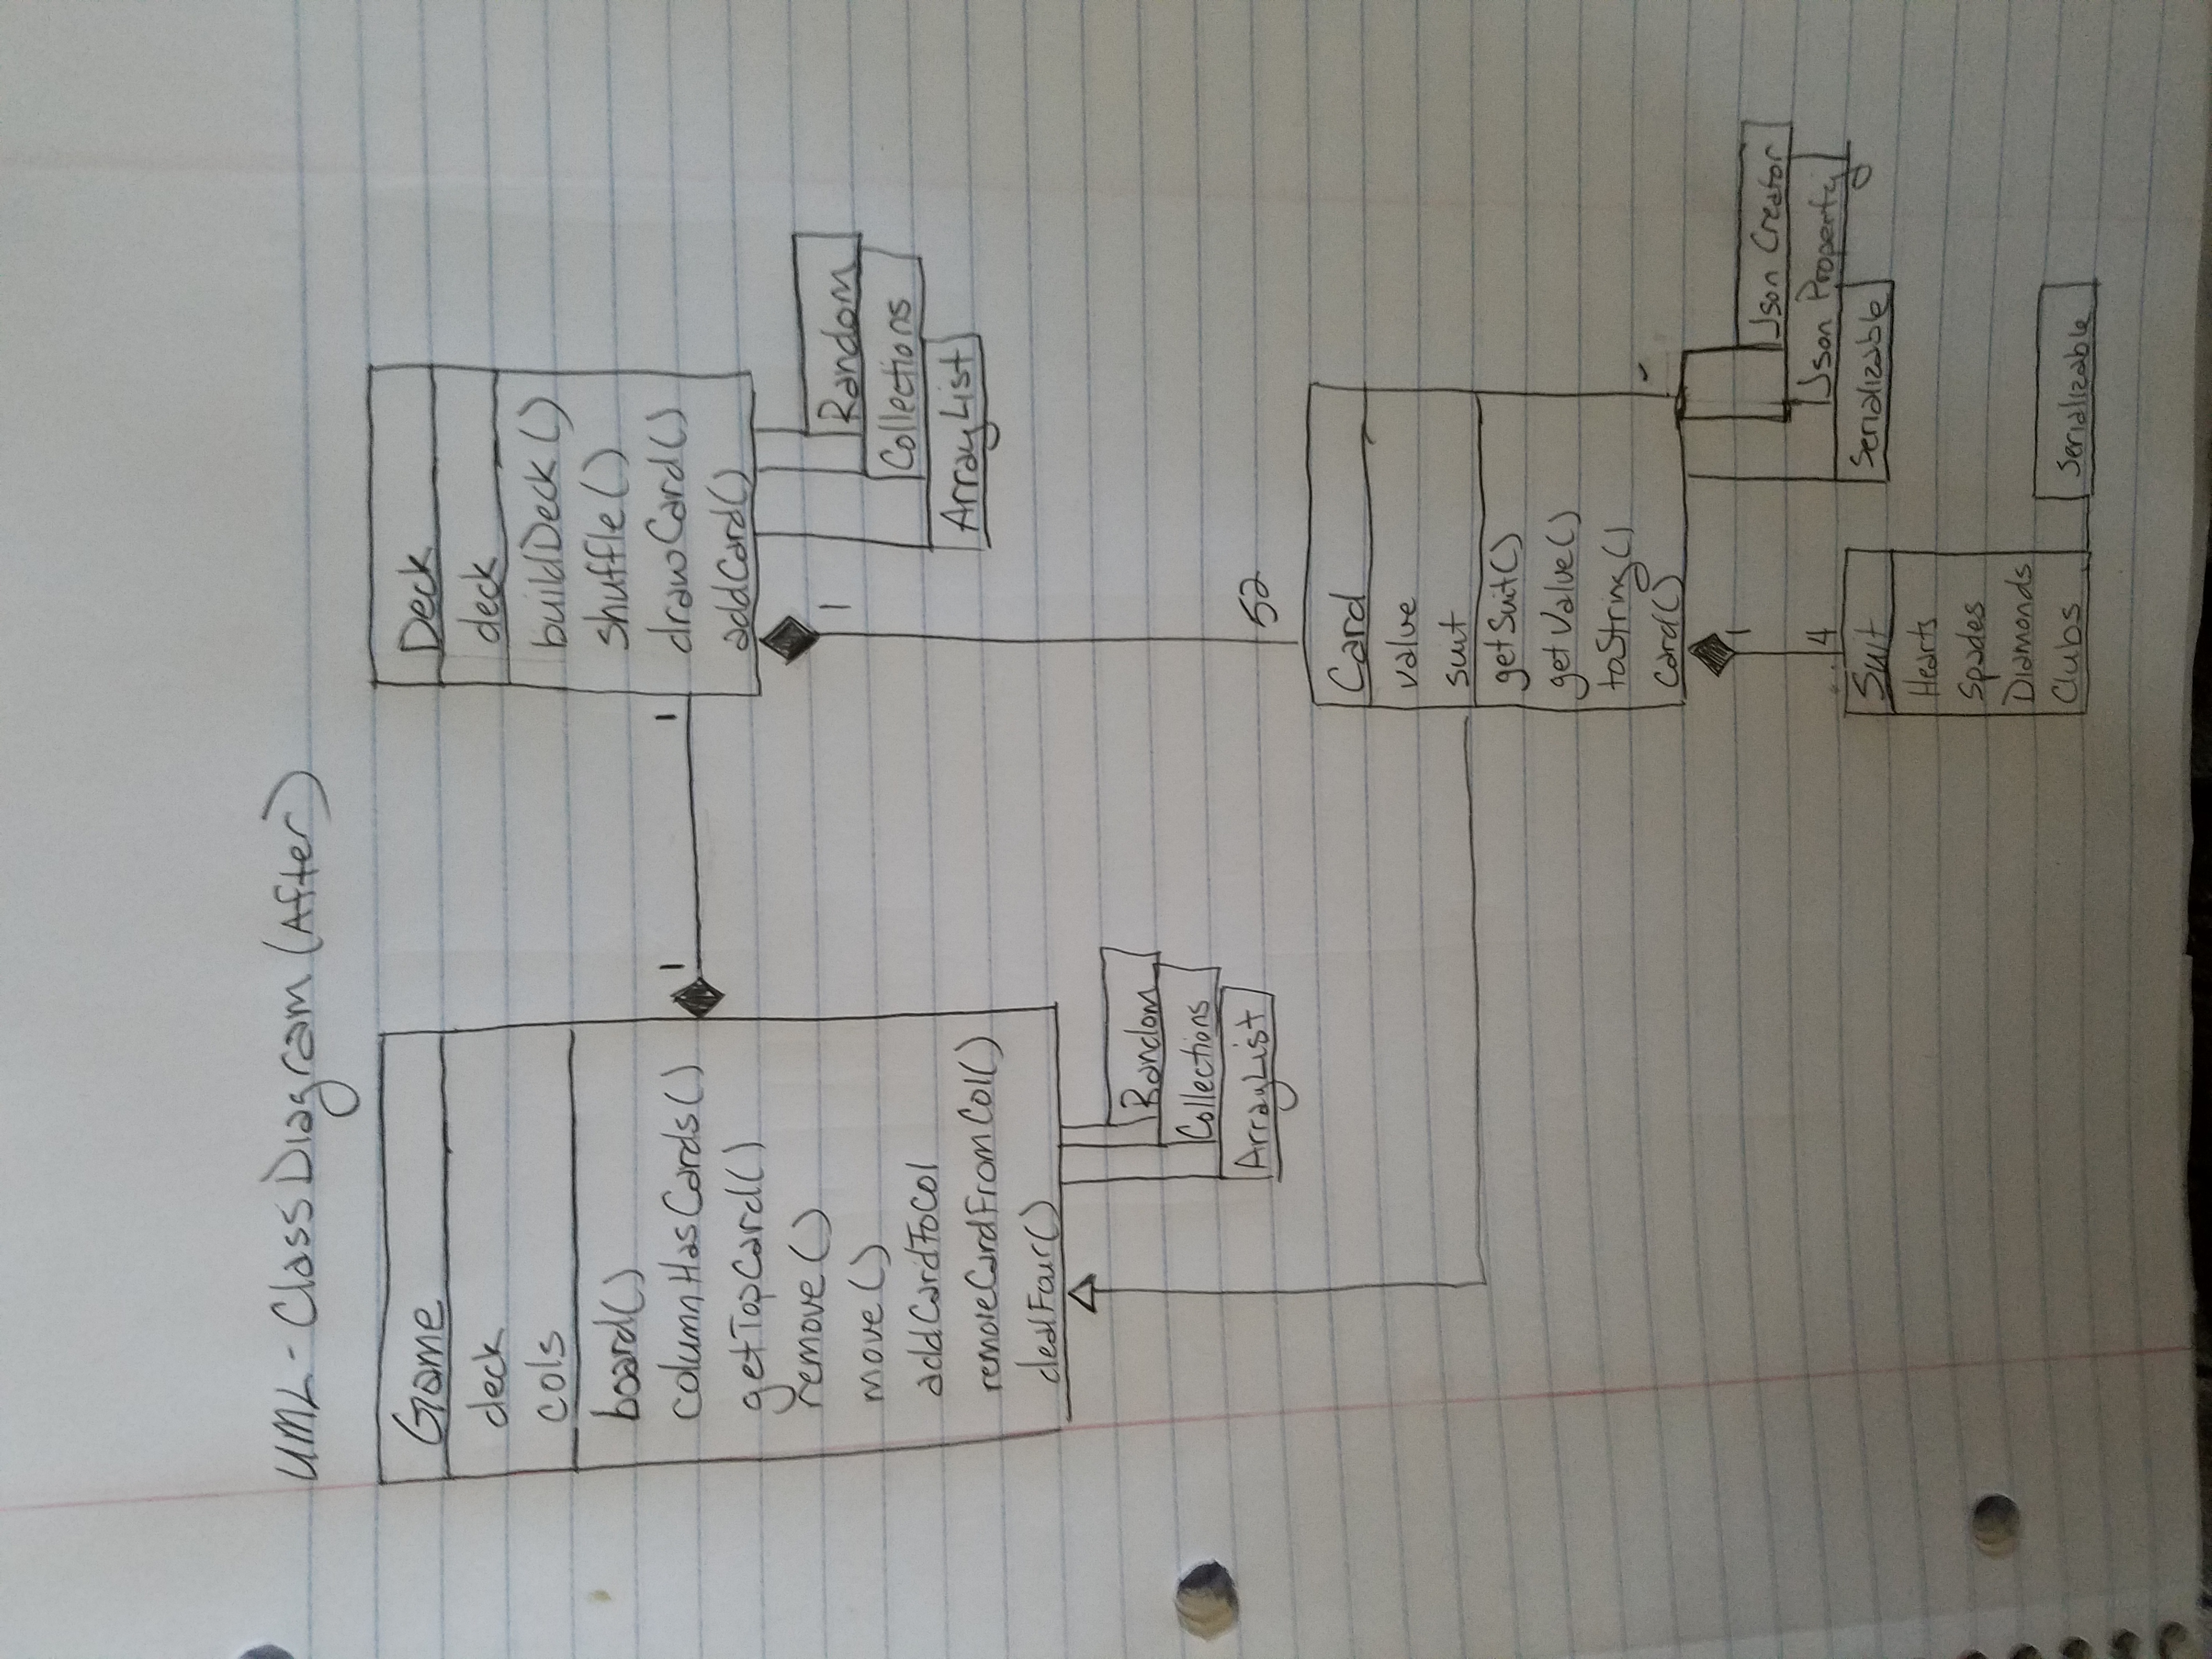 UML - Class Diagram (After)
Game
deck
cols
board()
columnHasCards()
getTopCard()
remove()
move()
addCardToCol
removeCardFromCol()
dealFour()
1
1
Deck
deck
buildDeck()
shuffle()
drawCard()
addCard()
Random
Collections
ArrayList
Random
Collections
ArrayList
1
52
Card
value
suit
getSuit()
getValue()
toString()
Card()
Json Creator
Json Property
Serializable
1
4
Suit
Hearts
Spades
Diamonds
Clubs
Serializable